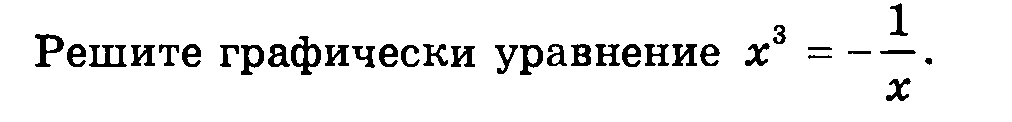 Решите графически уравнение x³ = −1/x.